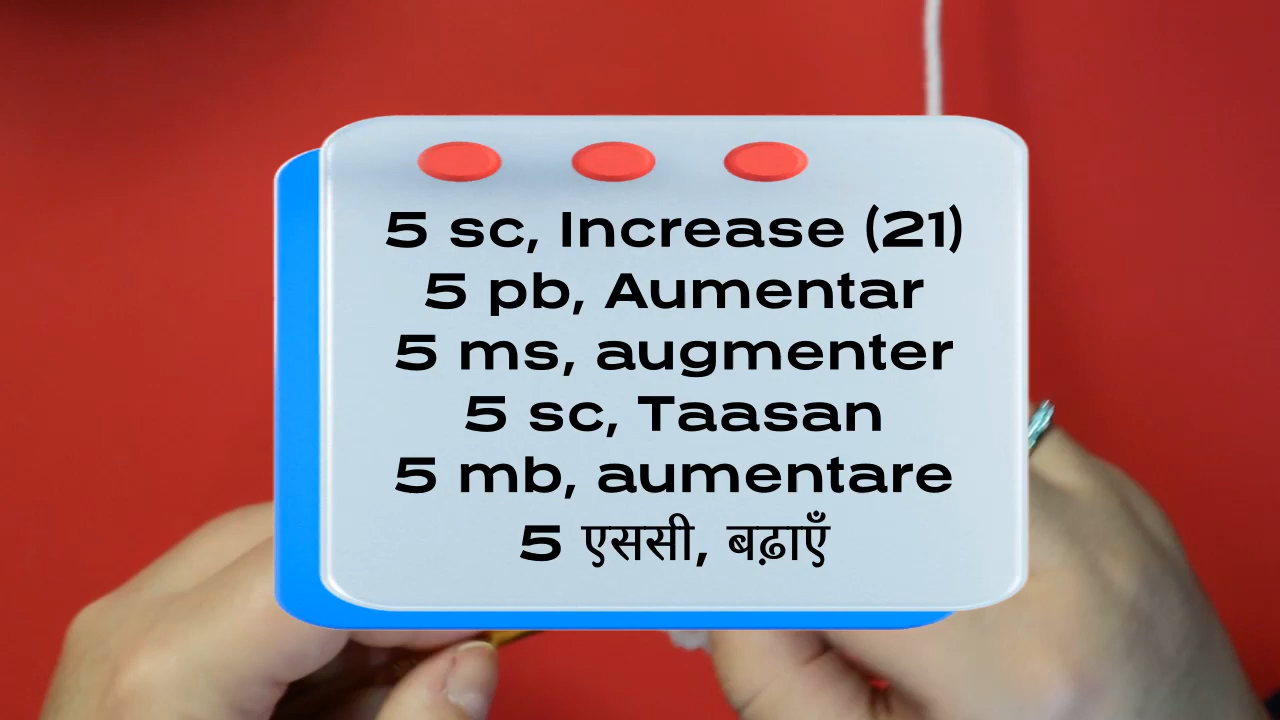 5 sc, Increase (21)
5 pb, Aumentar
5 ms, augmenter
5 sc, Taasan
5 mb, aumentare
5 एससी, बढ़ाएँ